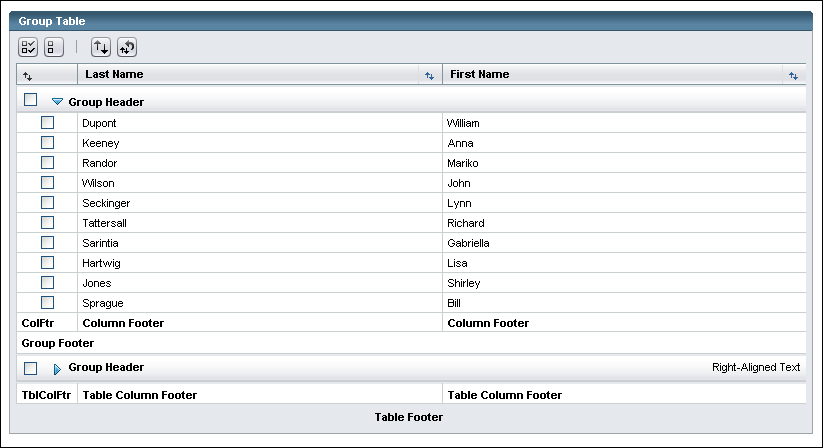 Group Table
Last Name First Name
Group Header
Dupont William
Keeney Anna
Randor Mariko
Wilson John
Seckinger Lynn
Tattersall Richard
Sarintia Gabriella
Hartwig Lisa
Jones Shirley
Sprague Bill
ColFtr Column Footer Column Footer
Group Footer
Group Header Right-Aligned Text
TblColFtr Table Column Footer Table Column Footer
Table Footer